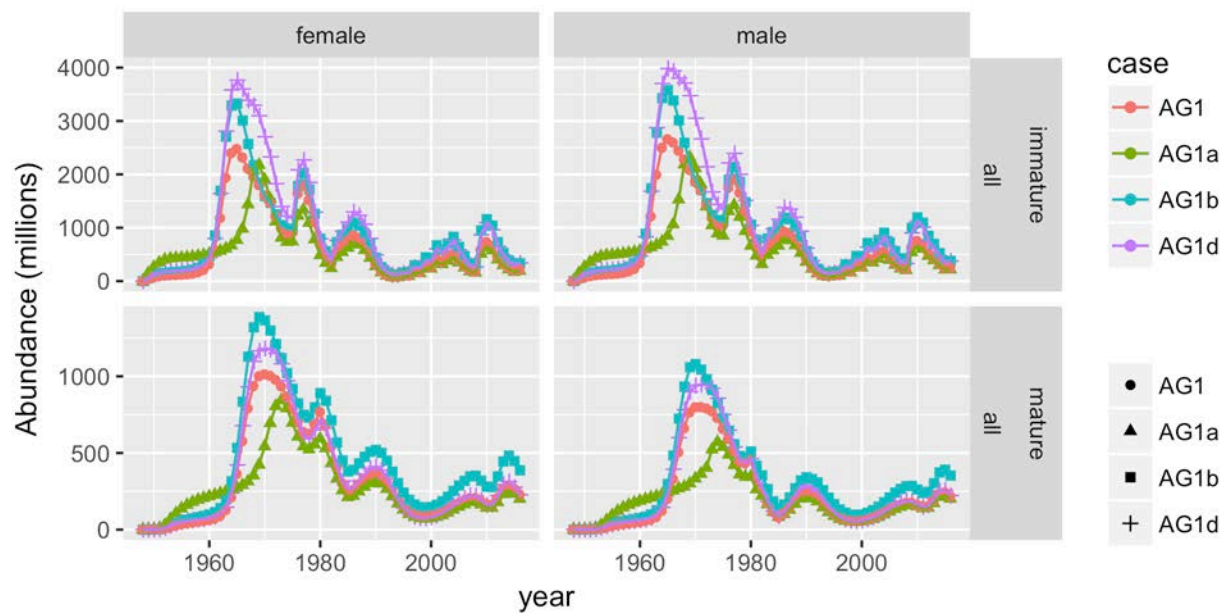 female
male
case
AG1
AG1a
AG1b
AG1d
AG1
AG1a
AG1b
AG1d
Abundance (millions)
4000
3000
2000
1000
0
1000
500
0
all
immature
all
mature
1960
1980
2000
1960
1980
2000
year